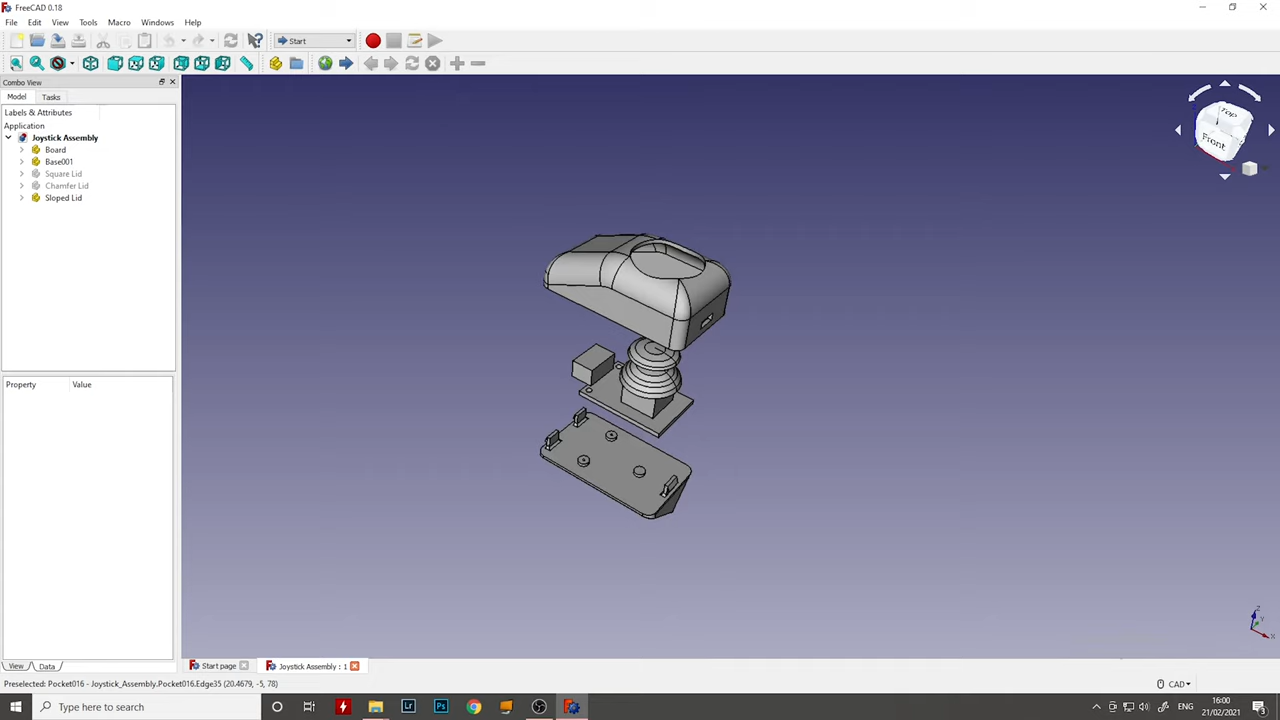 FreeCAD 0.18
File Edit View Tools Macro Windows Help
Start
Combo View
Model Tasks
Labels & Attributes
Application
Joystick Assembly
Board
Base001
Square Lid
Chamfer Lid
Sloped Lid
Property Value
View Data
Top
Front
Z
Y
X
Start page Joystick Assembly : 1
Preselected: Pocket016 - Joystick_Assembly.Pocket016.Edge35 (20.4679, -5, 78)
CAD
Type here to search
Lr
Ps
ENG
16:00
21/02/2021